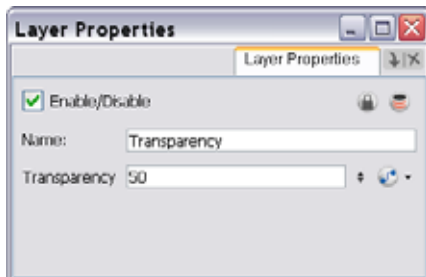 Layer Properties
Layer Properties
Enable/Disable
Name: Transparency
Transparency 50